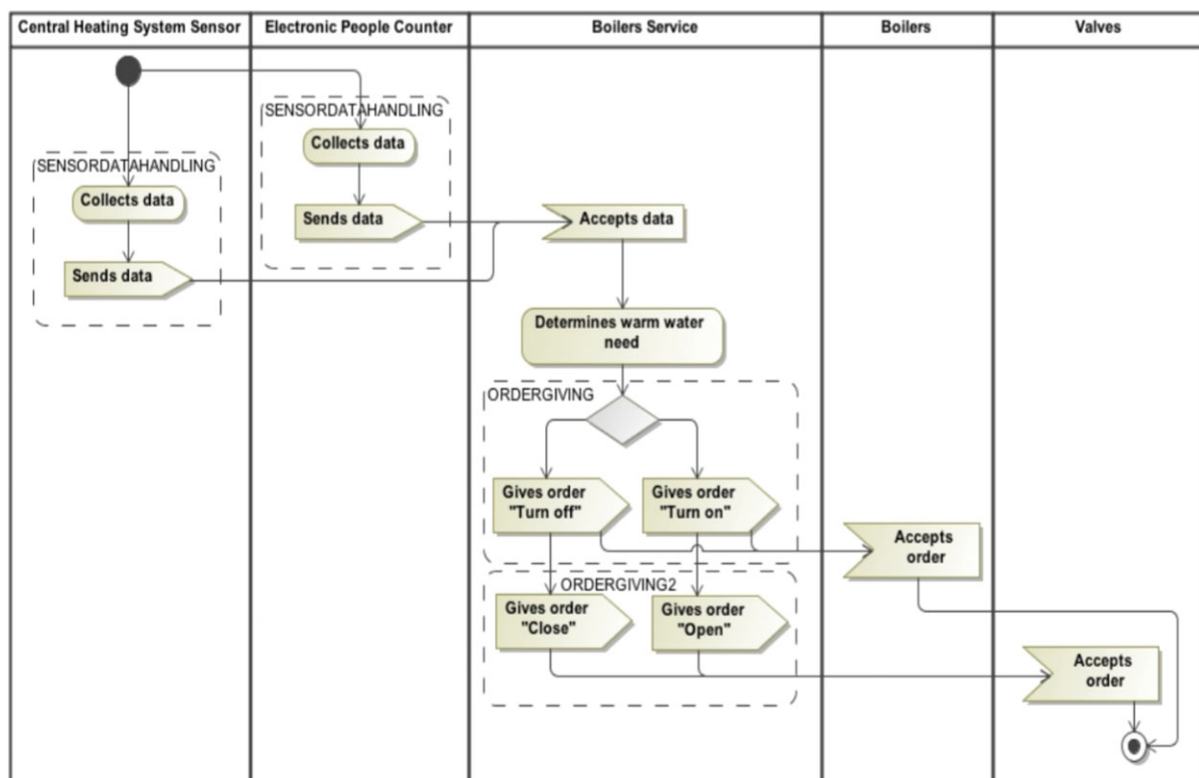 Central Heating System Sensor
Electronic People Counter
Boilers Service
Boilers
Valves
SENSORDATAHANDLING
Collects data
Sends data
SENSORDATAHANDLING
Collects data
Sends data
Accepts data
Determines warm water
need
ORDERGIVING
Gives order
"Turn off"
Gives order
"Turn on"
Accepts
order
ORDERGIVING2
Gives order
"Close"
Gives order
"Open"
Accepts
order